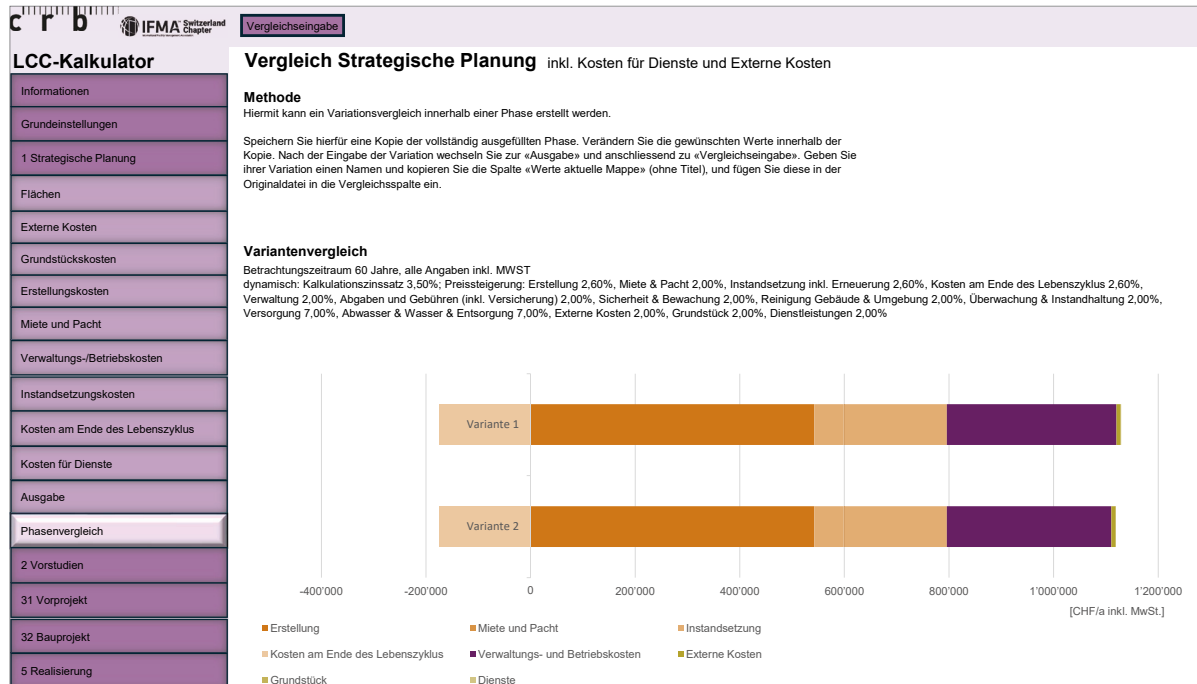 crb IFMA™ Switzerland Chapter
Vergleichseingabe
LCC-Kalkulator
Informationen
Grundeinstellungen
1 Strategische Planung
Flächen
Externe Kosten
Grundstückskosten
Erstellungskosten
Miete und Pacht
Verwaltungs-/Betriebskosten
Instandsetzungskosten
Kosten am Ende des Lebenszyklus
Kosten für Dienste
Ausgabe
Phasenvergleich
2 Vorstudien
31 Vorprojekt
32 Bauprojekt
5 Realisierung
Vergleich Strategische Planung inkl. Kosten für Dienste und Externe Kosten
Methode
Hiermit kann ein Variationsvergleich innerhalb einer Phase erstellt werden.
Speichern Sie hierfür eine Kopie der vollständig ausgefüllten Phase. Verändern Sie die gewünschten Werte innerhalb der
Kopie. Nach der Eingabe der Variation wechseln Sie zur «Ausgabe» und anschliessend zu «Vergleichseingabe». Geben Sie
ihrer Variation einen Namen und kopieren Sie die Spalte «Werte aktuelle Mappe» (ohne Titel), und fügen Sie diese in der
Originaldatei in die Vergleichsspalte ein.
Variantenvergleich
Betrachtungszeitraum 60 Jahre, alle Angaben inkl. MWST
dynamisch: Kalkulationszinssatz 3,50%; Preissteigerung: Erstellung 2,60%, Miete & Pacht 2,00%, Instandsetzung inkl. Erneuerung 2,60%, Kosten am Ende des Lebenszyklus 2,60%,
Verwaltung 2,00%, Abgaben und Gebühren (inkl. Versicherung) 2,00%, Sicherheit & Bewachung 2,00%, Reinigung Gebäude & Umgebung 2,00%, Überwachung & Instandhaltung 2,00%,
Versorgung 7,00%, Abwasser & Wasser & Entsorgung 7,00%, Externe Kosten 2,00%, Grundstück 2,00%, Dienstleistungen 2,00%
Variante 1
Variante 2
-400'000 -200'000 0 200'000 400'000 600'000 800'000 1'000'000 1'200'000
[CHF/a inkl. MwSt.]
Erstellung Miete und Pacht Instandsetzung
Kosten am Ende des Lebenszyklus Verwaltungs- und Betriebskosten Externe Kosten
Grundstück Dienste